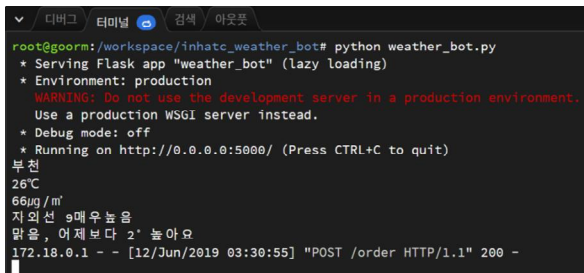 디버그 터미널 검색 아웃풋
root@goorm:/workspace/inhatc_weather_bot# python weather_bot.py
* Serving Flask app "weather_bot" (lazy loading)
* Environment: production
WARNING: Do not use the development server in a production environment.
Use a production WSGI server instead.
* Debug mode: off
* Running on http://0.0.0.0:5000/ (Press CTRL+C to quit)
부천
26℃
66㎍/㎥
자외선 9매우높음
맑음, 어제보다 2˚ 높아요
172.18.0.1 - - [12/Jun/2019 03:30:55] "POST /order HTTP/1.1" 200 -